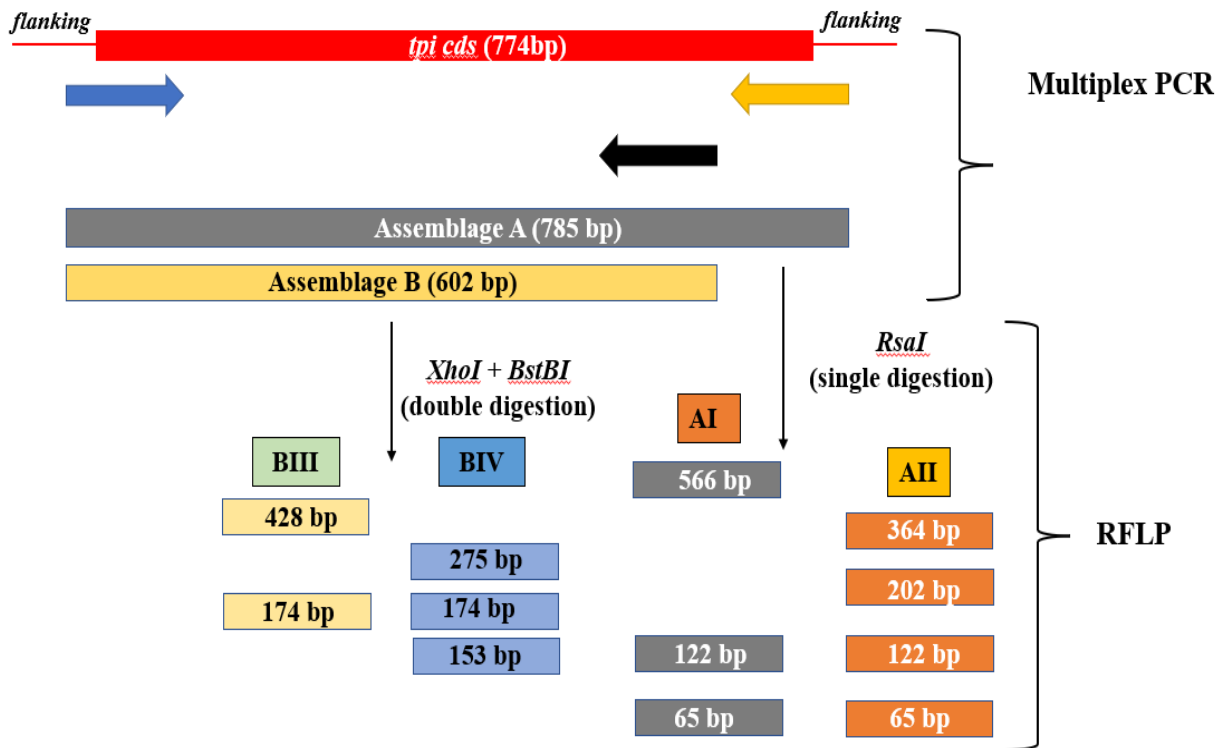 flanking
flanking
tpi cds (774bp)
Multiplex PCR
Assemblage A (785 bp)
Assemblage B (602 bp)
XhoI + BstBI
(double digestion)
RsaI
(single digestion)
BIII
BIV
AI
AII
428 bp
275 bp
174 bp
174 bp
153 bp
566 bp
364 bp
202 bp
122 bp
122 bp
65 bp
65 bp
RFLP